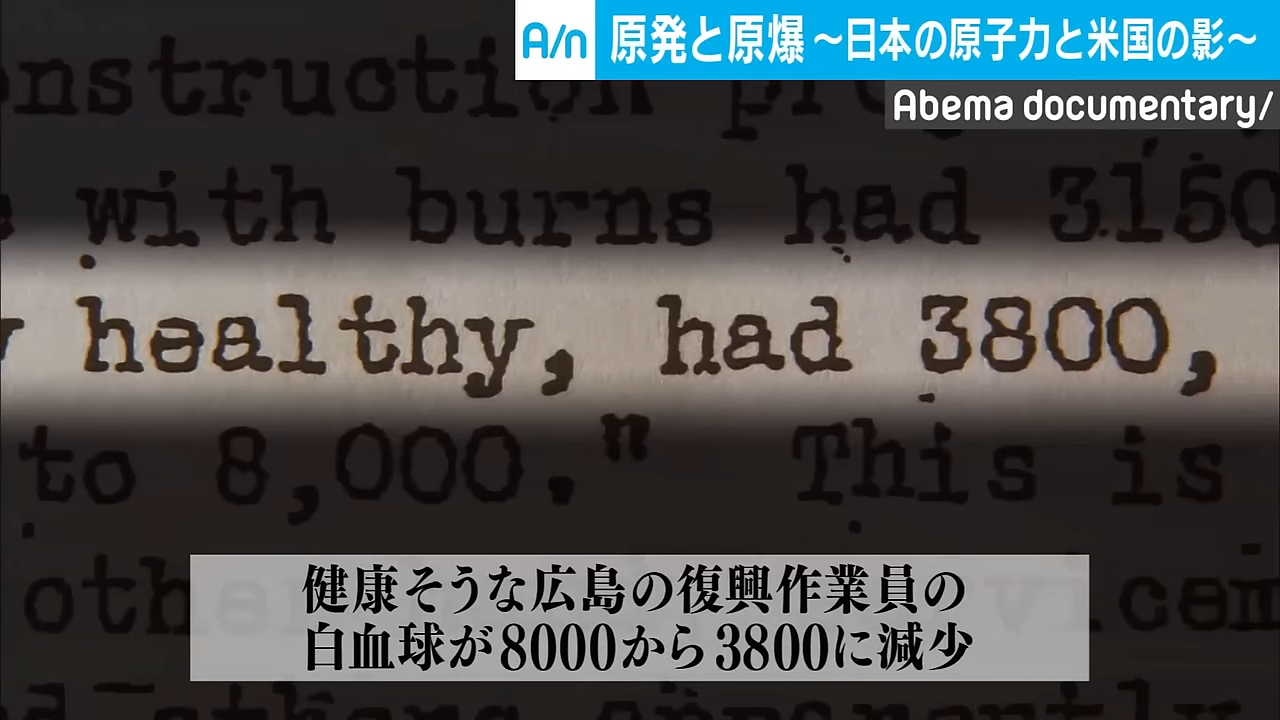 A/n 原発と原爆 ～日本の原子力と米国の影～
Abema documentary/
with burns had 3150
healthy, had 3800,
to 8,000." This is
健康そうな広島の復興作業員の
白血球が8000から3800に減少